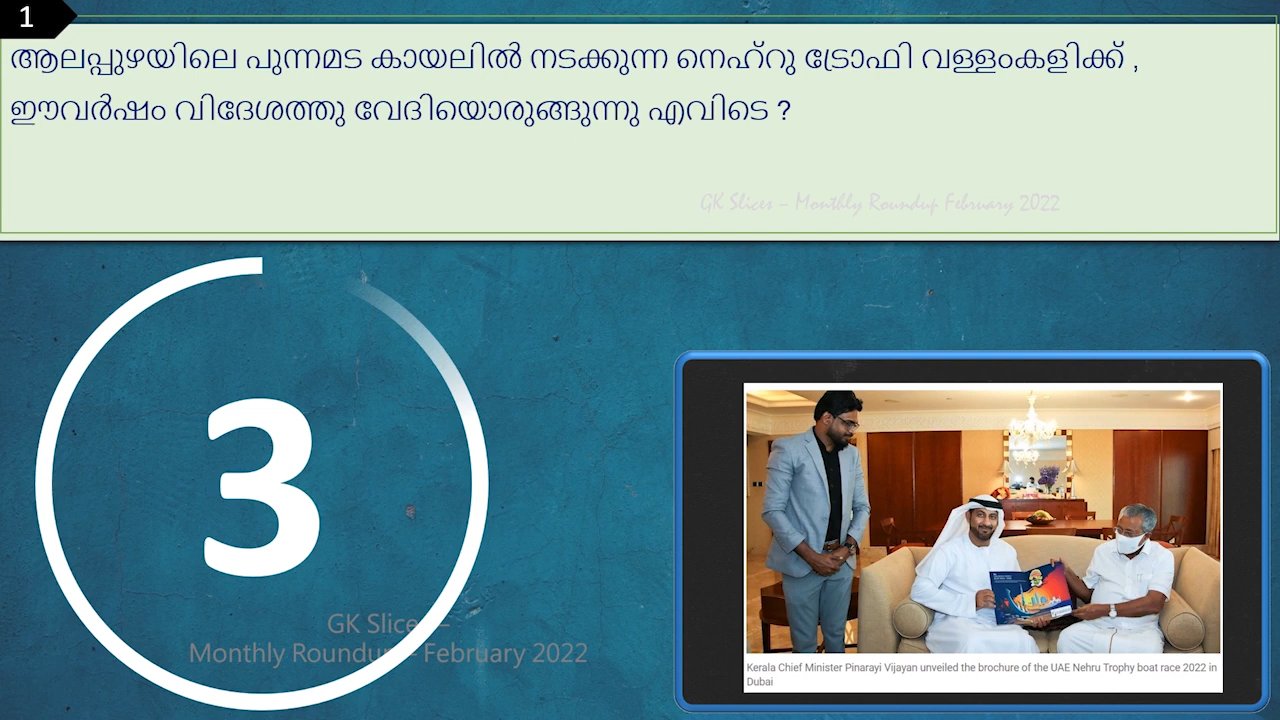 1
ആലപ്പുഴയിലെ പുന്നമട കായലിൽ നടക്കുന്ന നെഹ്റു ട്രോഫി വള്ളംകളിക്ക് ,
ഈവർഷം വിദേശത്തു വേദിയൊരുങ്ങുന്നു എവിടെ ?
GK Slices – Monthly Roundup February 2022
3
GK Slices –
Monthly Roundup – February 2022
Kerala Chief Minister Pinarayi Vijayan unveiled the brochure of the UAE Nehru Trophy boat race 2022 in
Dubai